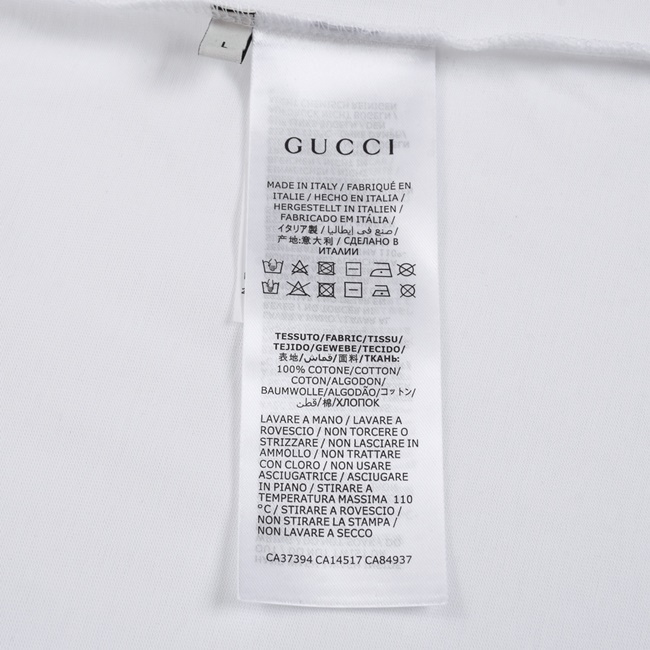 L
GUCCI
MADE IN ITALY / FABRIQUÉ EN
ITALIE / HECHO EN ITALIA /
HERGESTELLT IN ITALIEN /
FABRICADO EM ITÁLIA /
イタリア製 / صنع في إيطاليا /
产地:意大利 / СДЕЛАНО В
ИТАЛИИ
TESSUTO/FABRIC/TISSU/
TEJIDO/GEWEBE/TECIDO/
表地/قماش/面料/ТКАНЬ:
100% COTONE/COTTON/
COTON/ALGODON/
BAUMWOLLE/ALGODÃO/コットン/
قطن/棉/ХЛОПОК
LAVARE A MANO / LAVARE A
ROVESCIO / NON TORCERE O
STRIZZARE / NON LASCIARE IN
AMMOLLO / NON TRATTARE
CON CLORO / NON USARE
ASCIUGATRICE / ASCIUGARE
IN PIANO / STIRARE A
TEMPERATURA MASSIMA 110
°C / STIRARE A ROVESCIO /
NON STIRARE LA STAMPA /
NON LAVARE A SECCO
CA37394 CA14517 CA84937